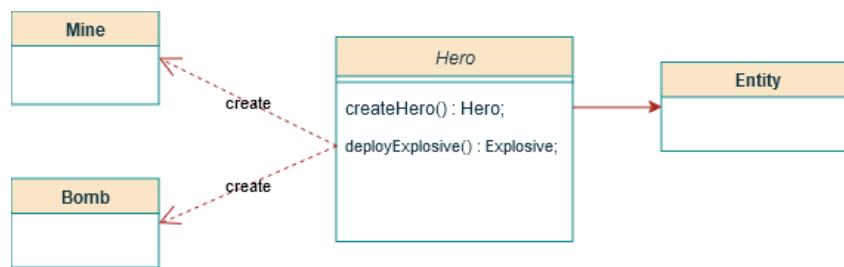 Mine
create
Hero
createHero() : Hero;
deployExplosive() : Explosive;
Entity
create
Bomb